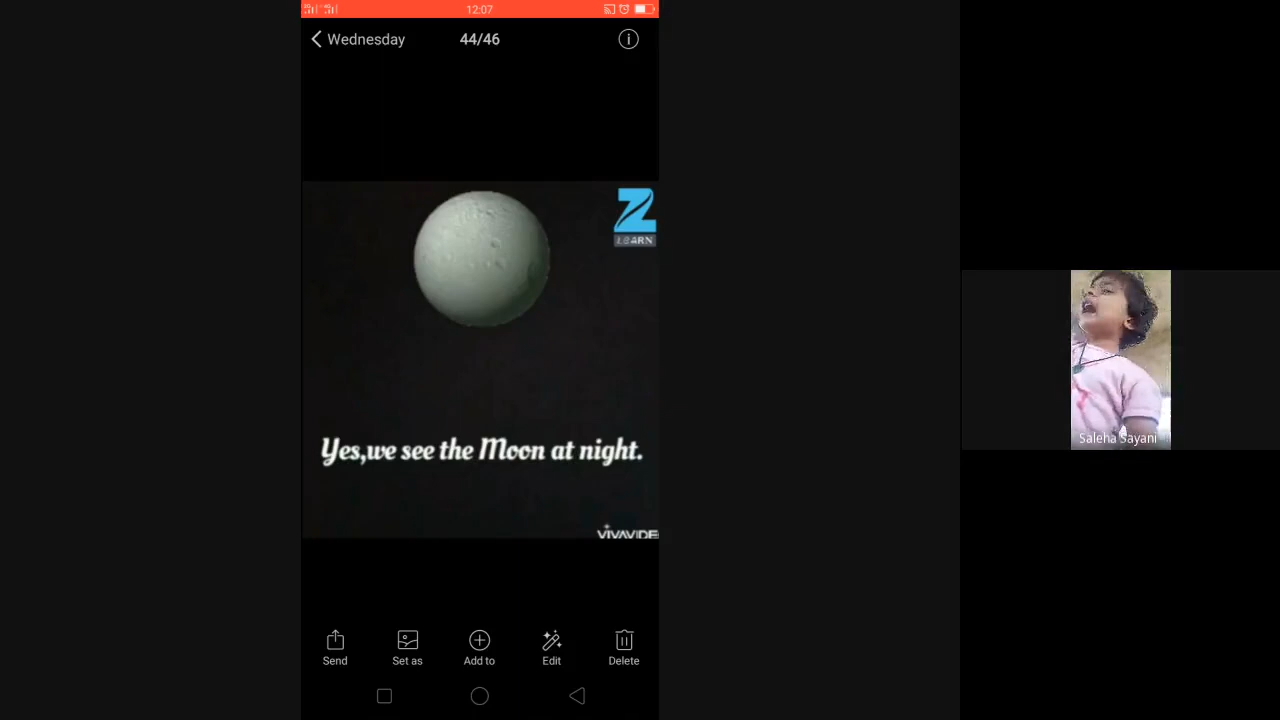 12:07
Wednesday
44/46
Z
LEARN
Yes,we see the Moon at night.
VIVAVIDE
Send
Set as
Add to
Edit
Delete
Saleha Sayani